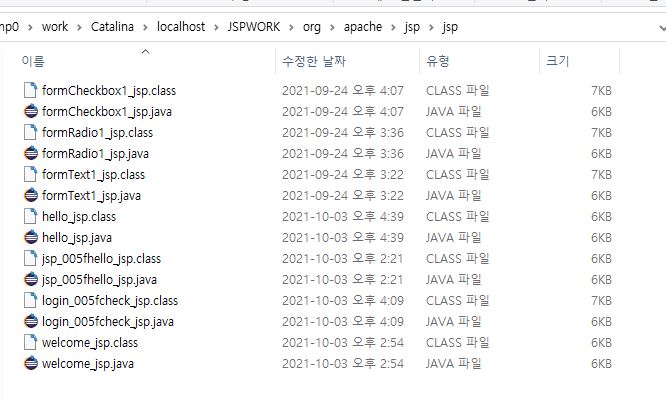 mp0 > work > Catalina > localhost > JSPWORK > org > apache > jsp > jsp
이름 수정한 날짜 유형 크기
formCheckbox1_jsp.class 2021-09-24 오후 4:07 CLASS 파일 7KB
formCheckbox1_jsp.java 2021-09-24 오후 4:07 JAVA 파일 6KB
formRadio1_jsp.class 2021-09-24 오후 3:36 CLASS 파일 7KB
formRadio1_jsp.java 2021-09-24 오후 3:36 JAVA 파일 6KB
formText1_jsp.class 2021-09-24 오후 3:22 CLASS 파일 7KB
formText1_jsp.java 2021-09-24 오후 3:22 JAVA 파일 6KB
hello_jsp.class 2021-10-03 오후 4:39 CLASS 파일 6KB
hello_jsp.java 2021-10-03 오후 4:39 JAVA 파일 6KB
jsp_005fhello_jsp.class 2021-10-03 오후 2:21 CLASS 파일 6KB
jsp_005fhello_jsp.java 2021-10-03 오후 2:21 JAVA 파일 6KB
login_005fcheck_jsp.class 2021-10-03 오후 4:09 CLASS 파일 7KB
login_005fcheck_jsp.java 2021-10-03 오후 4:09 JAVA 파일 6KB
welcome_jsp.class 2021-10-03 오후 2:54 CLASS 파일 6KB
welcome_jsp.java 2021-10-03 오후 2:54 JAVA 파일 6KB